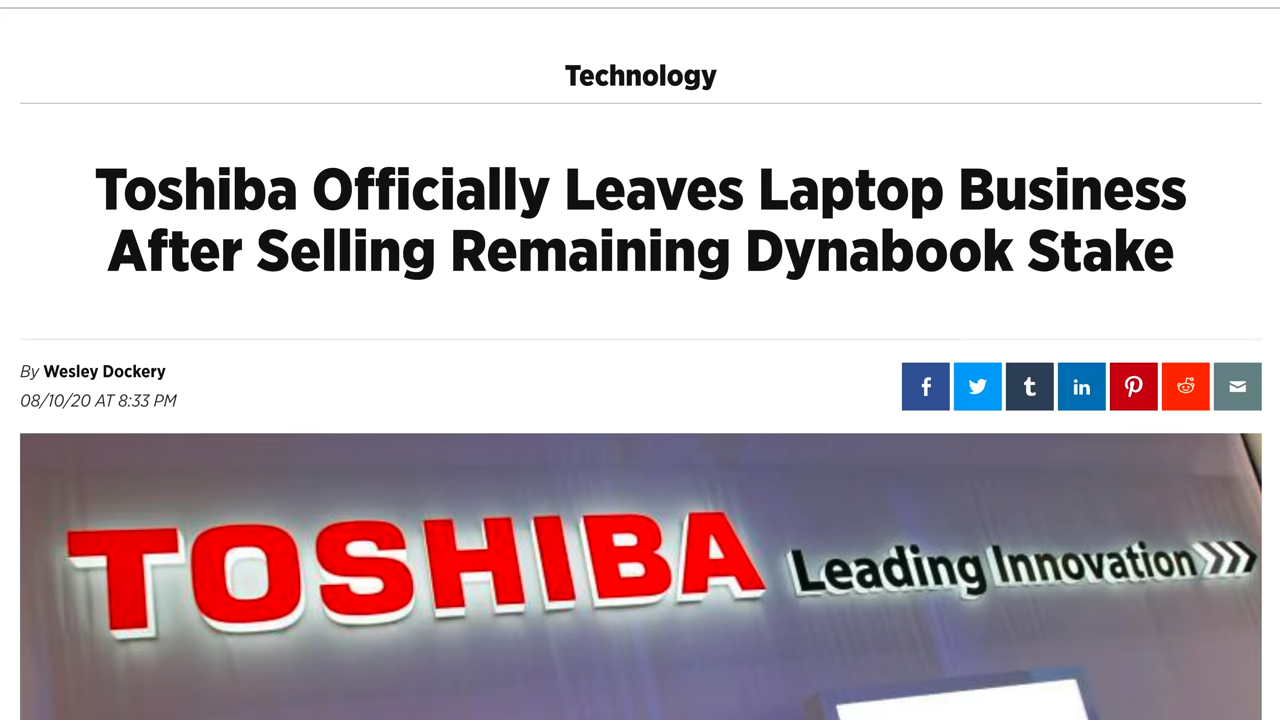 Technology
Toshiba Officially Leaves Laptop Business
After Selling Remaining Dynabook Stake
By Wesley Dockery
08/10/20 AT 8:33 PM
TOSHIBA Leading Innovation >>>